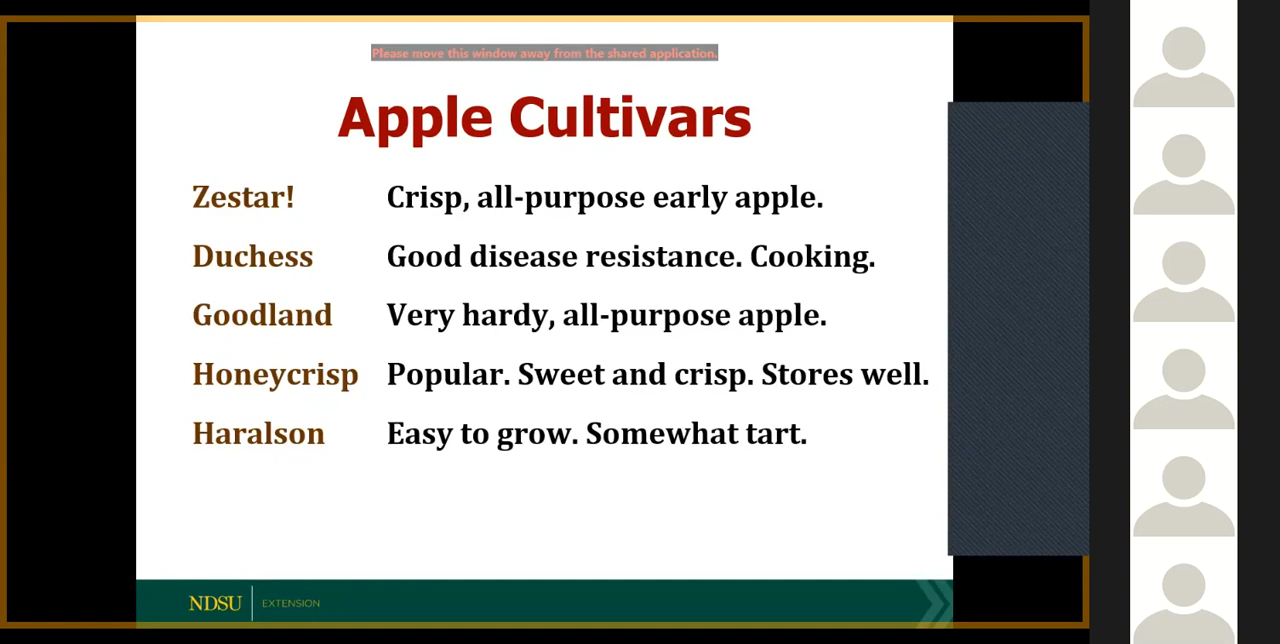 Please move this window away from the shared application.
Apple Cultivars
Zestar! Crisp, all-purpose early apple.
Duchess Good disease resistance. Cooking.
Goodland Very hardy, all-purpose apple.
Honeycrisp Popular. Sweet and crisp. Stores well.
Haralson Easy to grow. Somewhat tart.
NDSU EXTENSION